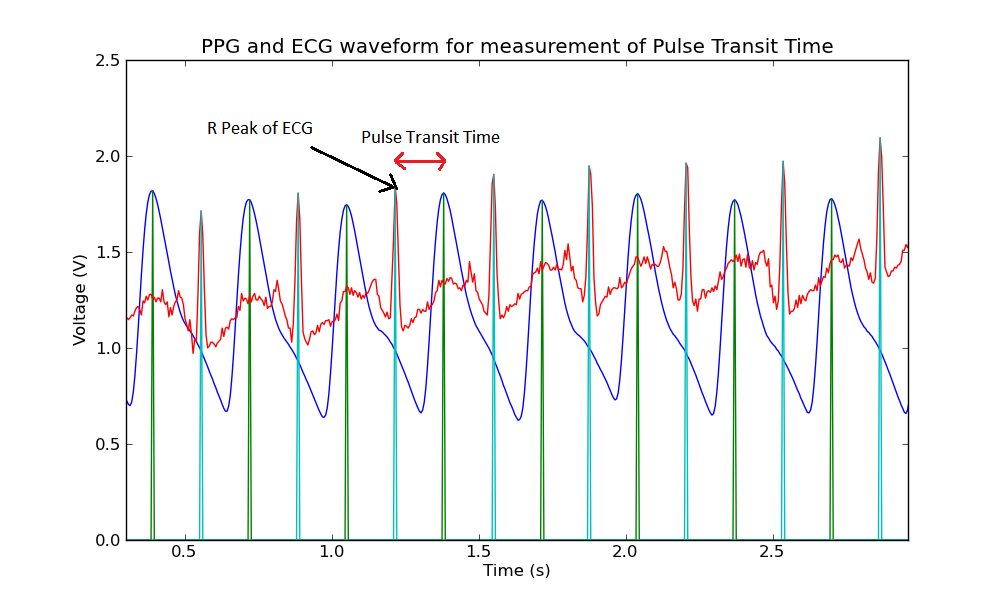 PPG and ECG waveform for measurement of Pulse Transit Time
2.5
R Peak of ECG
Pulse Transit Time
2.0
1.5
Voltage (V)
1.0
0.5
0.0
0.5
1.0
1.5
2.0
2.5
Time (s)